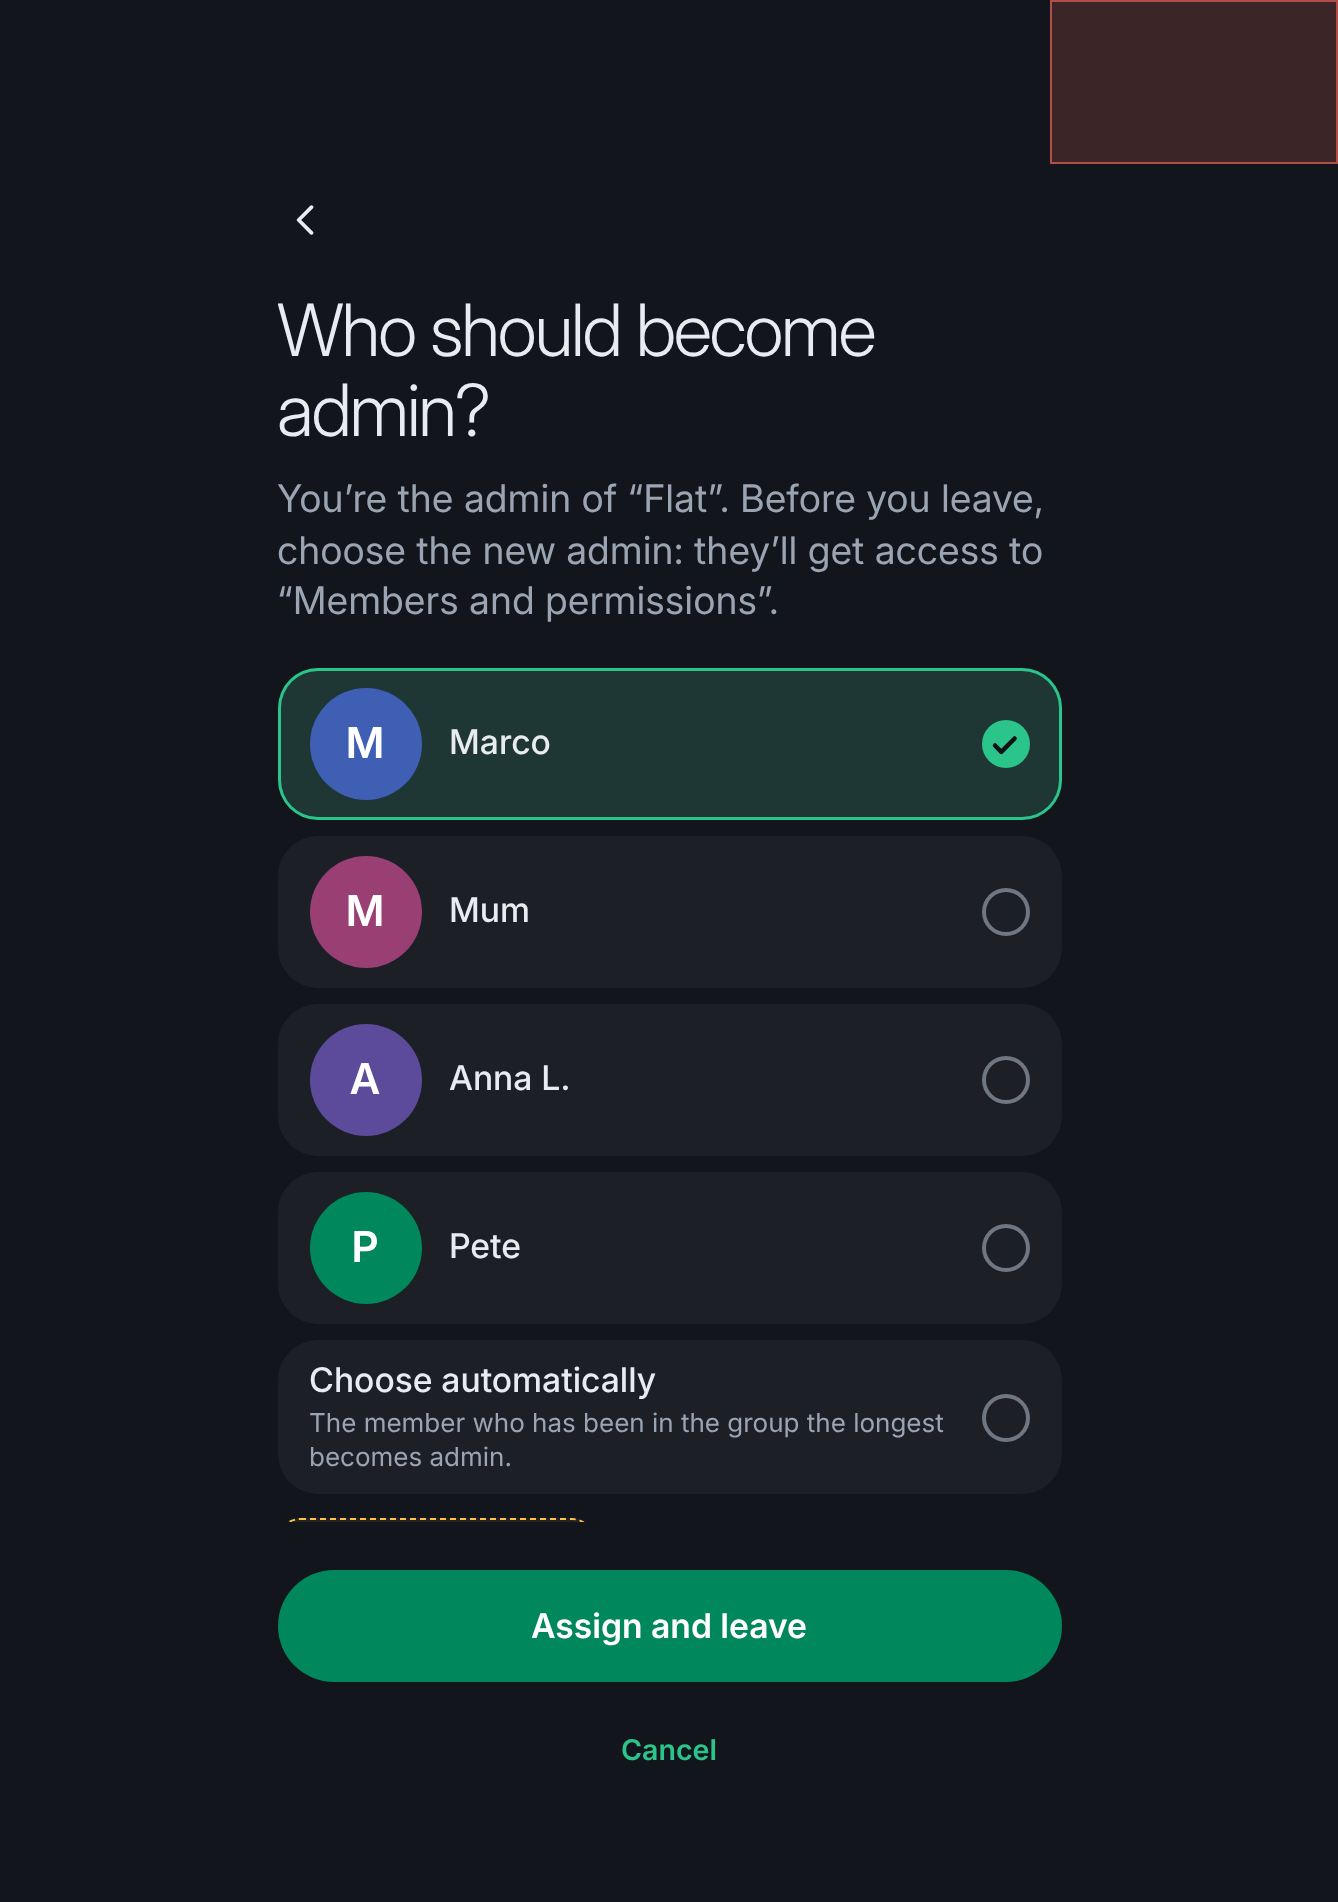 Who should become
admin?
You’re the admin of “Flat”. Before you leave,
choose the new admin: they’ll get access to
“Members and permissions”.
M
Marco
M
Mum
A
Anna L.
P
Pete
Choose automatically
The member who has been in the group the longest
becomes admin.
Assign and leave
Cancel